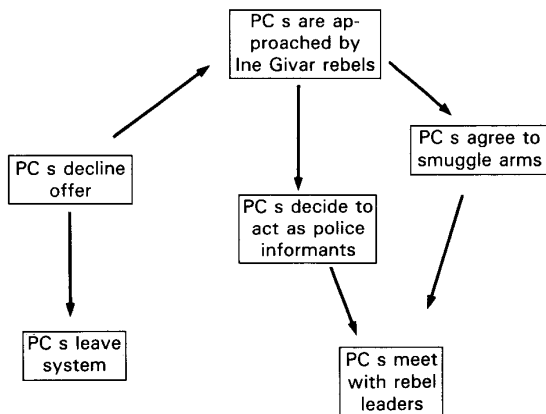 PC s are ap-
proached by
Ine Givar rebels
PC s agree to
smuggle arms
PC s decline
offer
PC s decide to
act as police
informants
PC s leave
system
PC s meet
with rebel
leaders